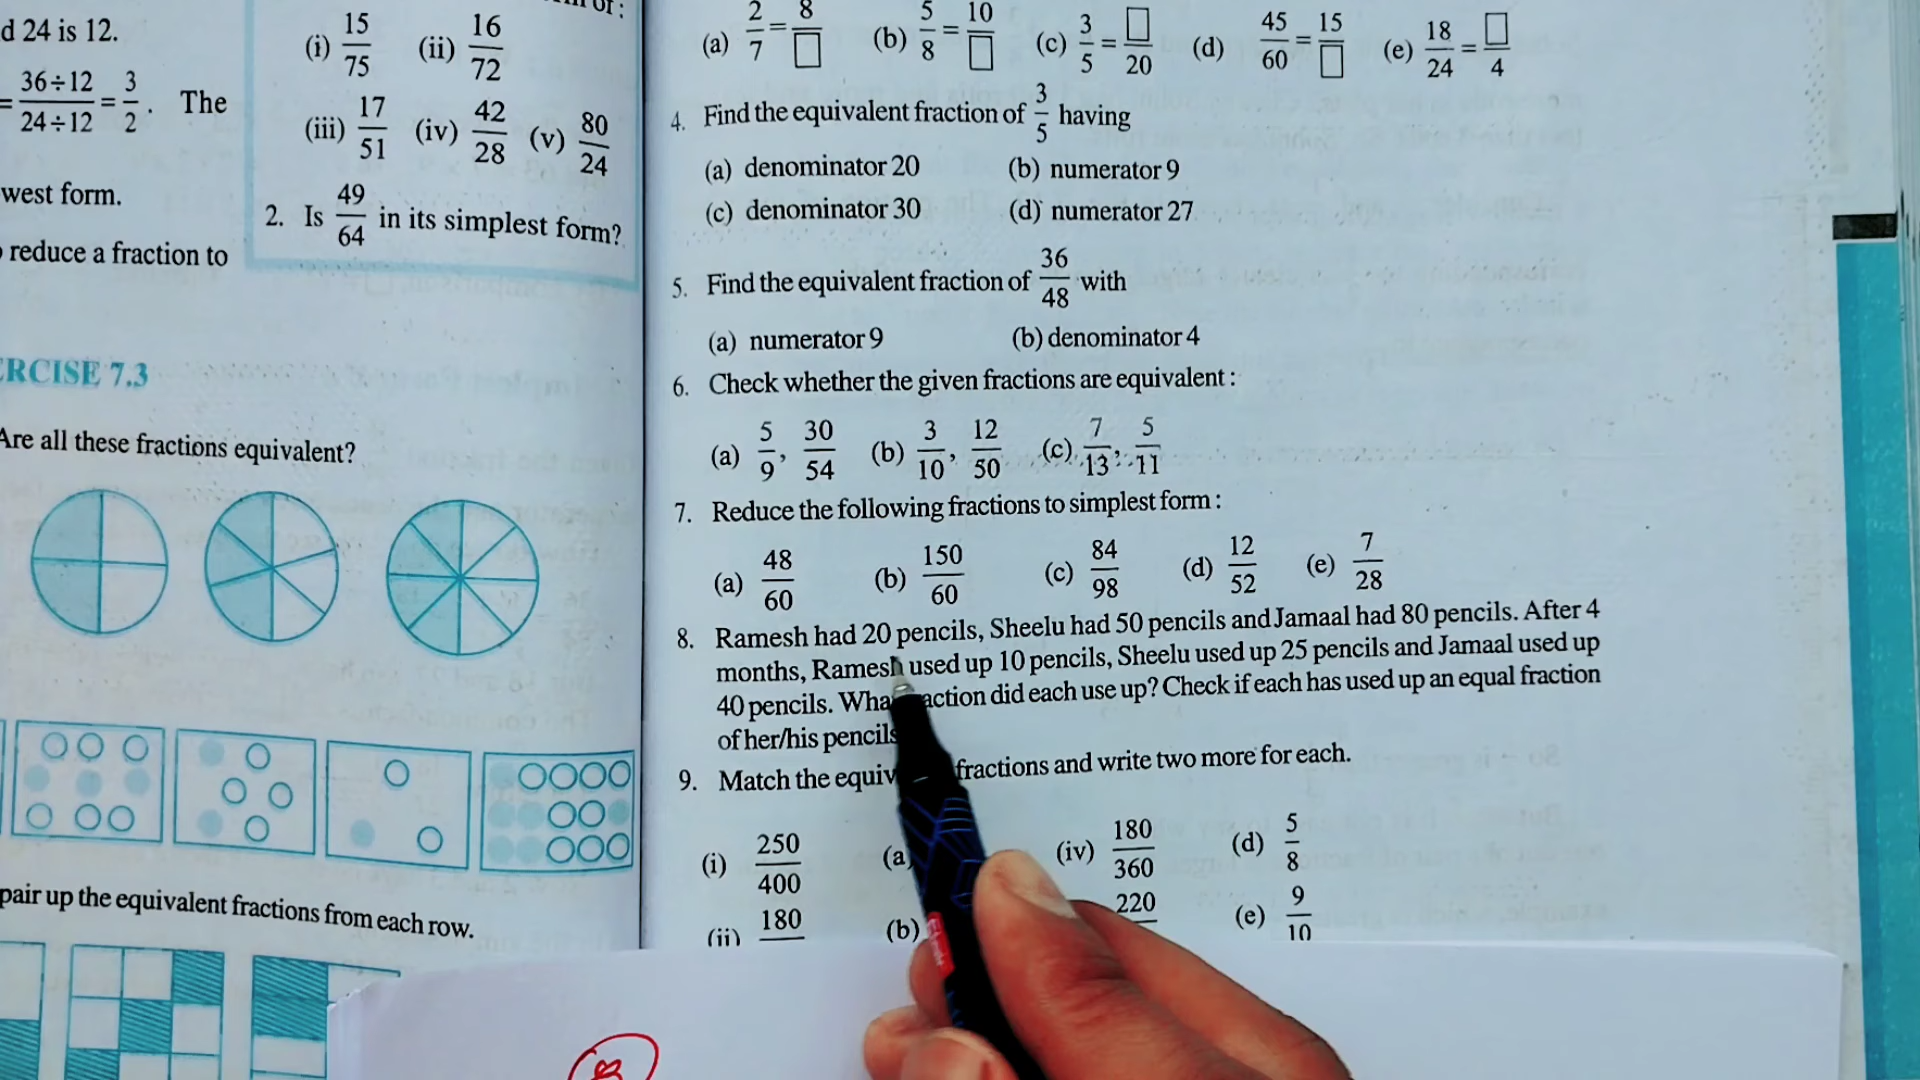 d 24 is 12.
= 36÷12 / 24÷12 = 3/2 . The
west form.
reduce a fraction to
(i) 15/75 (ii) 16/72
(iii) 17/51 (iv) 42/28 (v) 80/24
2. Is 49/64 in its simplest form?
ERCISE 7.3
Are all these fractions equivalent?
pair up the equivalent fractions from each row.
(a) 2/7 = 8/□ (b) 5/8 = 10/□ (c) 3/5 = □/20 (d) 45/60 = 15/□ (e) 18/24 = □/4
4. Find the equivalent fraction of 3/5 having
(a) denominator 20 (b) numerator 9
(c) denominator 30 (d) numerator 27
5. Find the equivalent fraction of 36/48 with
(a) numerator 9 (b) denominator 4
6. Check whether the given fractions are equivalent :
(a) 5/9, 30/54 (b) 3/10, 12/50 (c) 7/13, 5/11
7. Reduce the following fractions to simplest form :
(a) 48/60 (b) 150/60 (c) 84/98 (d) 12/52 (e) 7/28
8. Ramesh had 20 pencils, Sheelu had 50 pencils and Jamaal had 80 pencils. After 4
months, Ramesh used up 10 pencils, Sheelu used up 25 pencils and Jamaal used up
40 pencils. Wha action did each use up? Check if each has used up an equal fraction
of her/his pencils
9. Match the equiv fractions and write two more for each.
(i) 250/400 (a) (iv) 180/360 (d) 5/8
(ii) 180 (b) 220 (e) 9/10
8